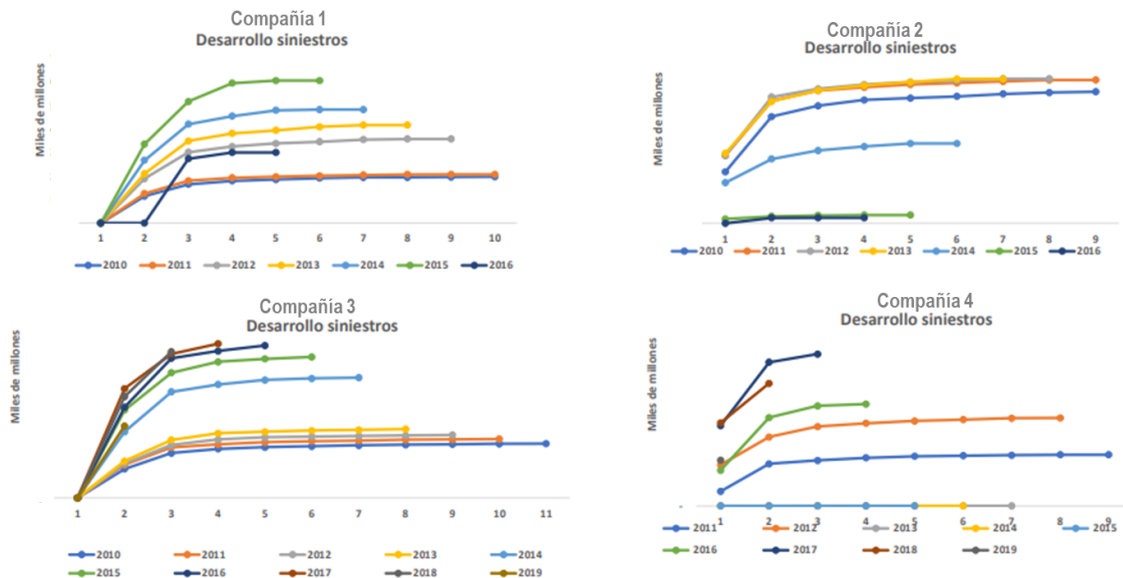 Compañía 1
Desarrollo siniestros
Miles de millones
1 2 3 4 5 6 7 8 9 10
2010 2011 2012 2013 2014 2015 2016
Compañía 2
Desarrollo siniestros
Miles de millones
1 2 3 4 5 6 7 8 9
2010 2011 2012 2013 2014 2015 2016
Compañía 3
Desarrollo siniestros
Miles de millones
-
1 2 3 4 5 6 7 8 9 10 11
2010 2011 2012 2013 2014
2015 2016 2017 2018 2019
Compañía 4
Desarrollo siniestros
Miles de millones
-
1 2 3 4 5 6 7 8 9
2011 2012 2013 2014 2015
2016 2017 2018 2019